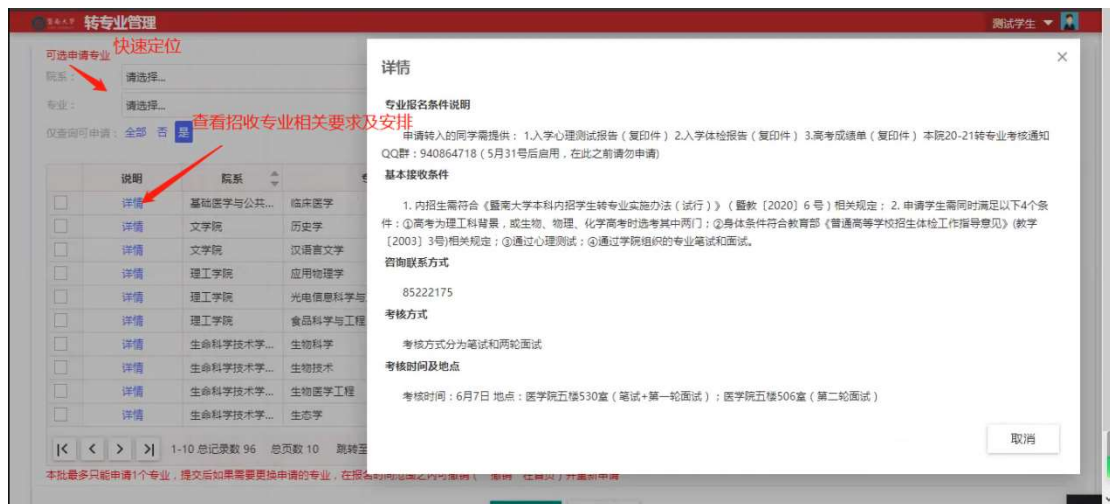 暨南大学 转专业管理
测试学生
可选申请专业 快速定位
院系： 请选择...
专业： 请选择...
仅查询可申请： 全部 否 是
查看招收专业相关要求及安排
说明 院系
详情 基础医学与公共... 临床医学
详情 文学院 历史学
详情 文学院 汉语言文学
详情 理工学院 应用物理学
详情 理工学院 光电信息科学与
详情 理工学院 食品科学与工程
详情 生命科学技术学... 生物科学
详情 生命科学技术学... 生物技术
详情 生命科学技术学... 生物医学工程
详情 生命科学技术学... 生态学
1-10 总记录数 96 总页数 10 跳转至
本批最多只能申请1个专业，提交后如果需要更换申请的专业，在报名时间范围之内可撤销（ 撤销 在首页）并重新申请
详情
专业报名条件说明
申请转入的同学需提供： 1.入学心理测试报告（复印件） 2.入学体检报告（复印件） 3.高考成绩单（复印件） 本院20-21转专业考核通知
QQ群：940864718（5月31号后启用，在此之前请勿申请)
基本接收条件
1. 内招生需符合《暨南大学本科内招学生转专业实施办法（试行）》（暨教〔2020〕6 号）相关规定； 2. 申请学生需同时满足以下4个条
件：①高考为理工科背景，或生物、物理、化学高考时选考其中两门；②身体条件符合教育部《普通高等学校招生体检工作指导意见》(教学
〔2003〕3号)相关规定；③通过心理测试；④通过学院组织的专业笔试和面试。
咨询联系方式
85222175
考核方式
考核方式分为笔试和两轮面试
考核时间及地点
考核时间：6月7日 地点：医学院五楼530室（笔试+第一轮面试）；医学院五楼506室（第二轮面试）
取消